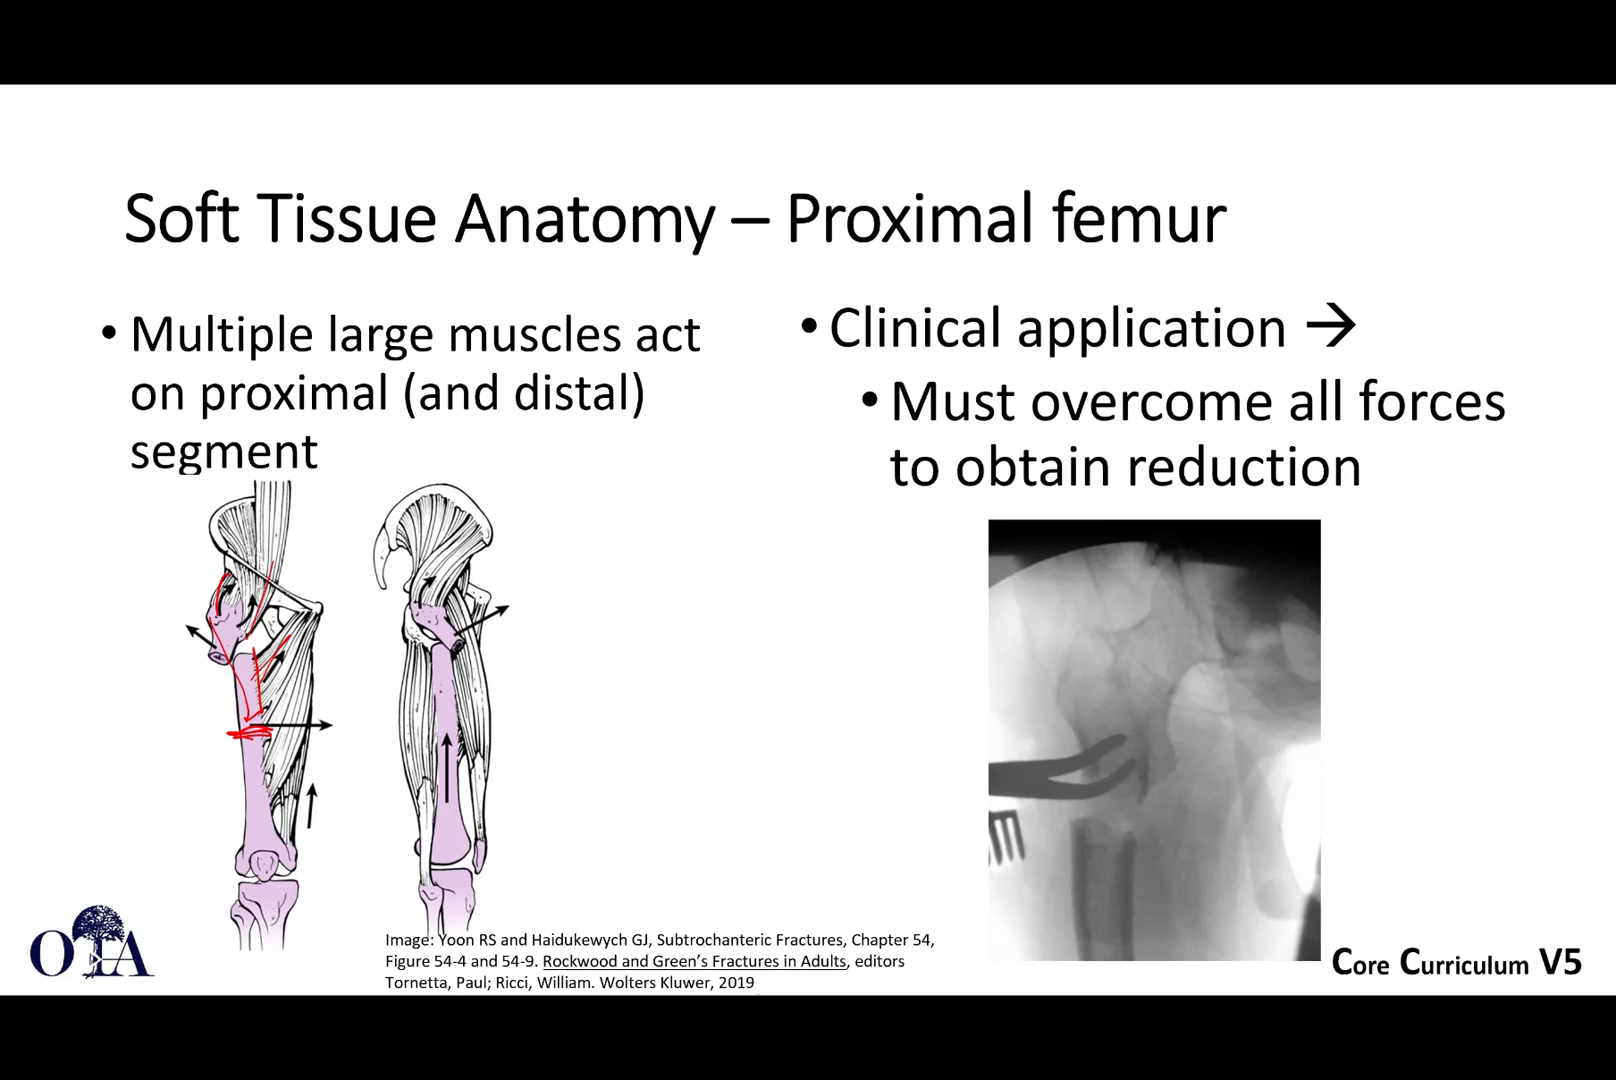 Soft Tissue Anatomy – Proximal femur
• Multiple large muscles act
on proximal (and distal)
segment
• Clinical application →
• Must overcome all forces
to obtain reduction
Image: Yoon RS and Haidukewych GJ, Subtrochanteric Fractures, Chapter 54,
Figure 54-4 and 54-9. Rockwood and Green’s Fractures in Adults, editors
Tornetta, Paul; Ricci, William. Wolters Kluwer, 2019
OTA
Core Curriculum V5